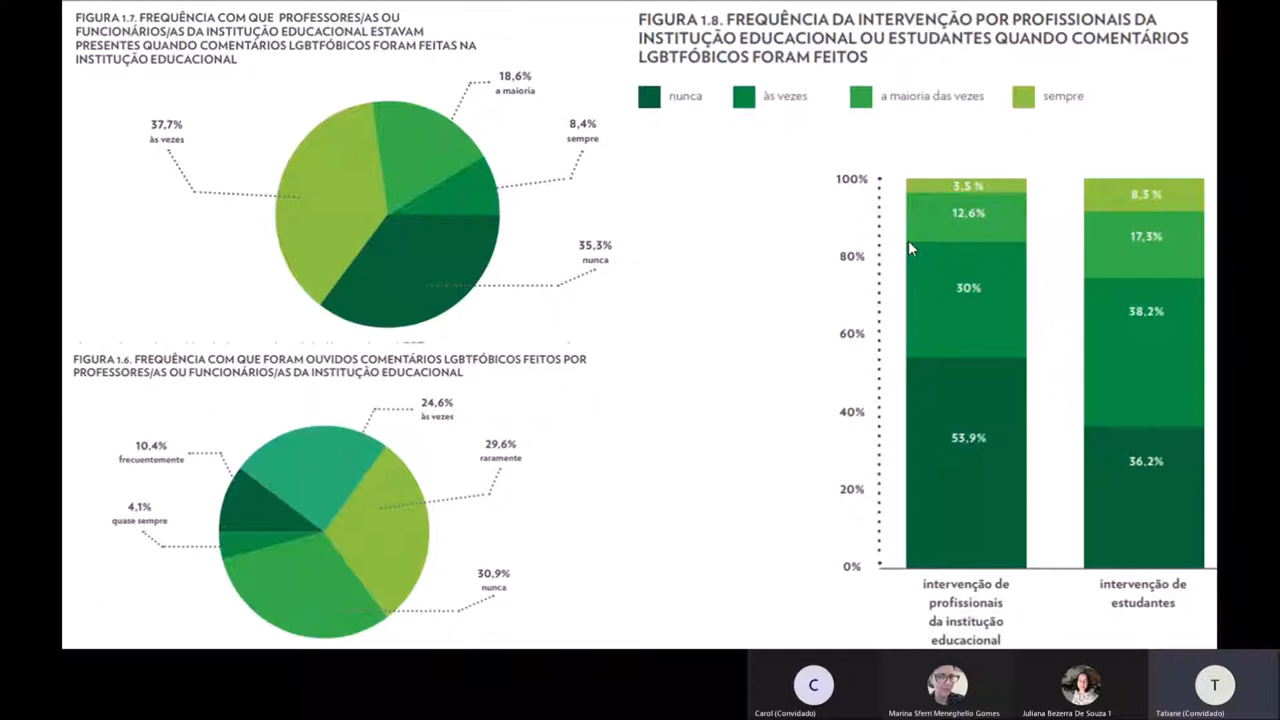 FIGURA 1.7. FREQUÊNCIA COM QUE PROFESSORES/AS OU
FUNCIONÁRIOS/AS DA INSTITUIÇÃO EDUCACIONAL ESTAVAM
PRESENTES QUANDO COMENTÁRIOS LGBTFÓBICOS FORAM FEITAS NA
INSTITUIÇÃO EDUCACIONAL
18,6%
a maioria
37,7%
às vezes
8,4%
sempre
35,3%
nunca
FIGURA 1.6. FREQUÊNCIA COM QUE FORAM OUVIDOS COMENTÁRIOS LGBTFÓBICOS FEITOS POR
PROFESSORES/AS OU FUNCIONÁRIOS/AS DA INSTITUIÇÃO EDUCACIONAL
24,6%
às vezes
10,4%
frecuentemente
29,6%
raramente
4,1%
quase sempre
30,9%
nunca
FIGURA 1.8. FREQUÊNCIA DA INTERVENÇÃO POR PROFISSIONAIS DA
INSTITUIÇÃO EDUCACIONAL OU ESTUDANTES QUANDO COMENTÁRIOS
LGBTFÓBICOS FORAM FEITOS
nunca às vezes a maioria das vezes sempre
100%
80%
60%
40%
20%
0%
3,5 %
12,6%
30%
53,9%
8,3 %
17,3%
38,2%
36,2%
intervenção de
profissionais
da instituição
educacional
intervenção de
estudantes
C
T
Carol (Convidado)
Marina Sferri Meneghello Gomes
Juliana Bezerra De Souza 1
Tatiane (Convidado)